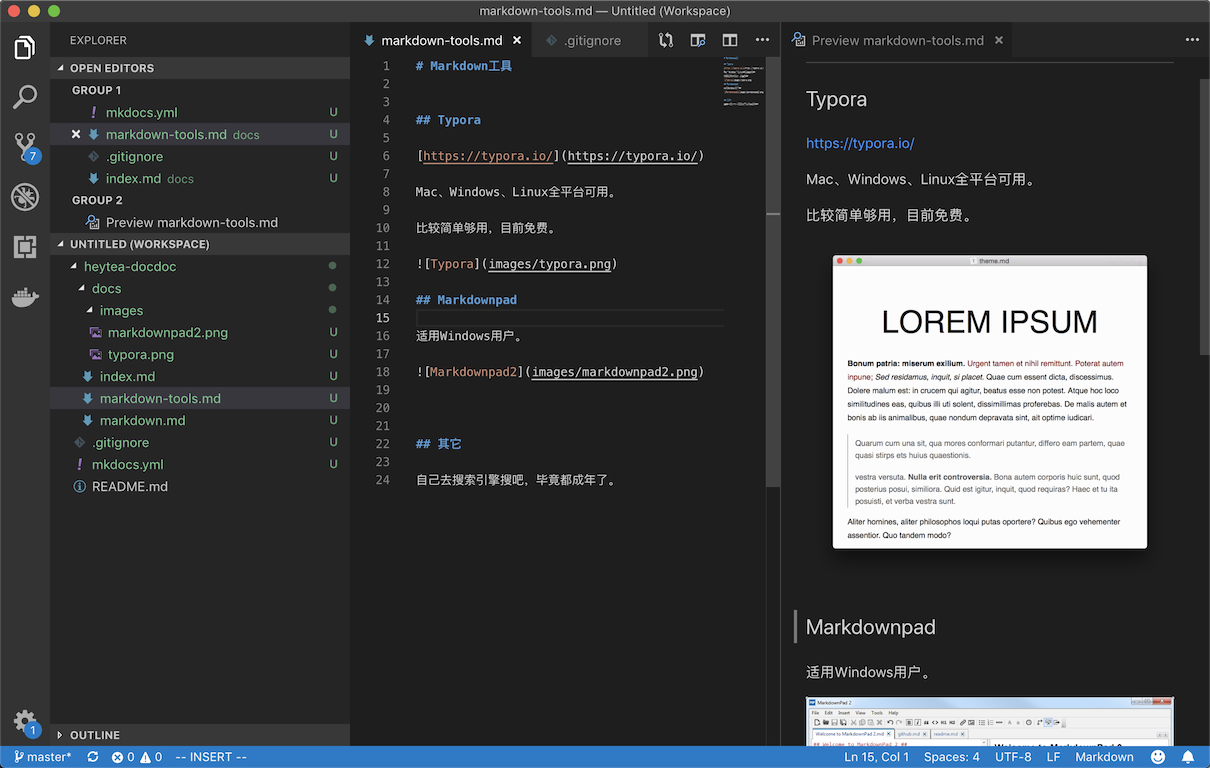 markdown-tools.md — Untitled (Workspace)
EXPLORER
OPEN EDITORS
GROUP 1
mkdocs.yml U
markdown-tools.md docs U
.gitignore U
index.md docs U
GROUP 2
Preview markdown-tools.md
UNTITLED (WORKSPACE)
heytea-docdoc
docs
images
markdownpad2.png U
typora.png U
index.md U
markdown-tools.md U
markdown.md U
.gitignore U
mkdocs.yml U
README.md
OUTLINE
7
1
markdown-tools.md
.gitignore
1 # Markdown工具
2
3
4 ## Typora
5
6 [https://typora.io/](https://typora.io/)
7
8 Mac、Windows、Linux全平台可用。
9
10 比较简单够用，目前免费。
11
12 ![Typora](images/typora.png)
13
14 ## Markdownpad
15
16 适用Windows用户。
17
18 ![Markdownpad2](images/markdownpad2.png)
19
20
21
22 ## 其它
23
24 自己去搜索引擎搜吧，毕竟都成年了。
Preview markdown-tools.md
Typora
https://typora.io/
Mac、Windows、Linux全平台可用。
比较简单够用，目前免费。
theme.md
LOREM IPSUM
Bonum patria: miserum exilium. Urgent tamen et nihil remittunt. Poterat autem
inpune; Sed residamus, inquit, si placet. Quae cum essent dicta, discessimus.
Dolere malum est: in crucem qui agitur, beatus esse non potest. Atque hoc loco
similitudines eas, quibus illi uti solent, dissimillimas proferebas. De malis autem et
bonis ab iis animalibus, quae nondum depravata sint, ait optime iudicari.
Quarum cum una sit, qua mores conformari putantur, differo eam partem, quae
quasi stirps ets huius quaestionis.
vestra versuta. Nulla erit controversia. Bona autem corporis huic sunt, quod
posterius posui, similiora. Quid est igitur, inquit, quod requiras? Haec et tu ita
posuisti, et verba vestra sunt.
Aliter homines, aliter philosophos loqui putas oportere? Quibus ego vehementer
assentior. Quo tandem modo?
Markdownpad
适用Windows用户。
MarkdownPad 2
File Edit Insert View Tools Help
Welcome to MarkdownPad 2.md github.md readme.md
## Welcome to MarkdownPad 2 ##
Welcome to MarkdownPad 2
master* 0 1 -- INSERT --
Ln 15, Col 1 Spaces: 4 UTF-8 LF Markdown